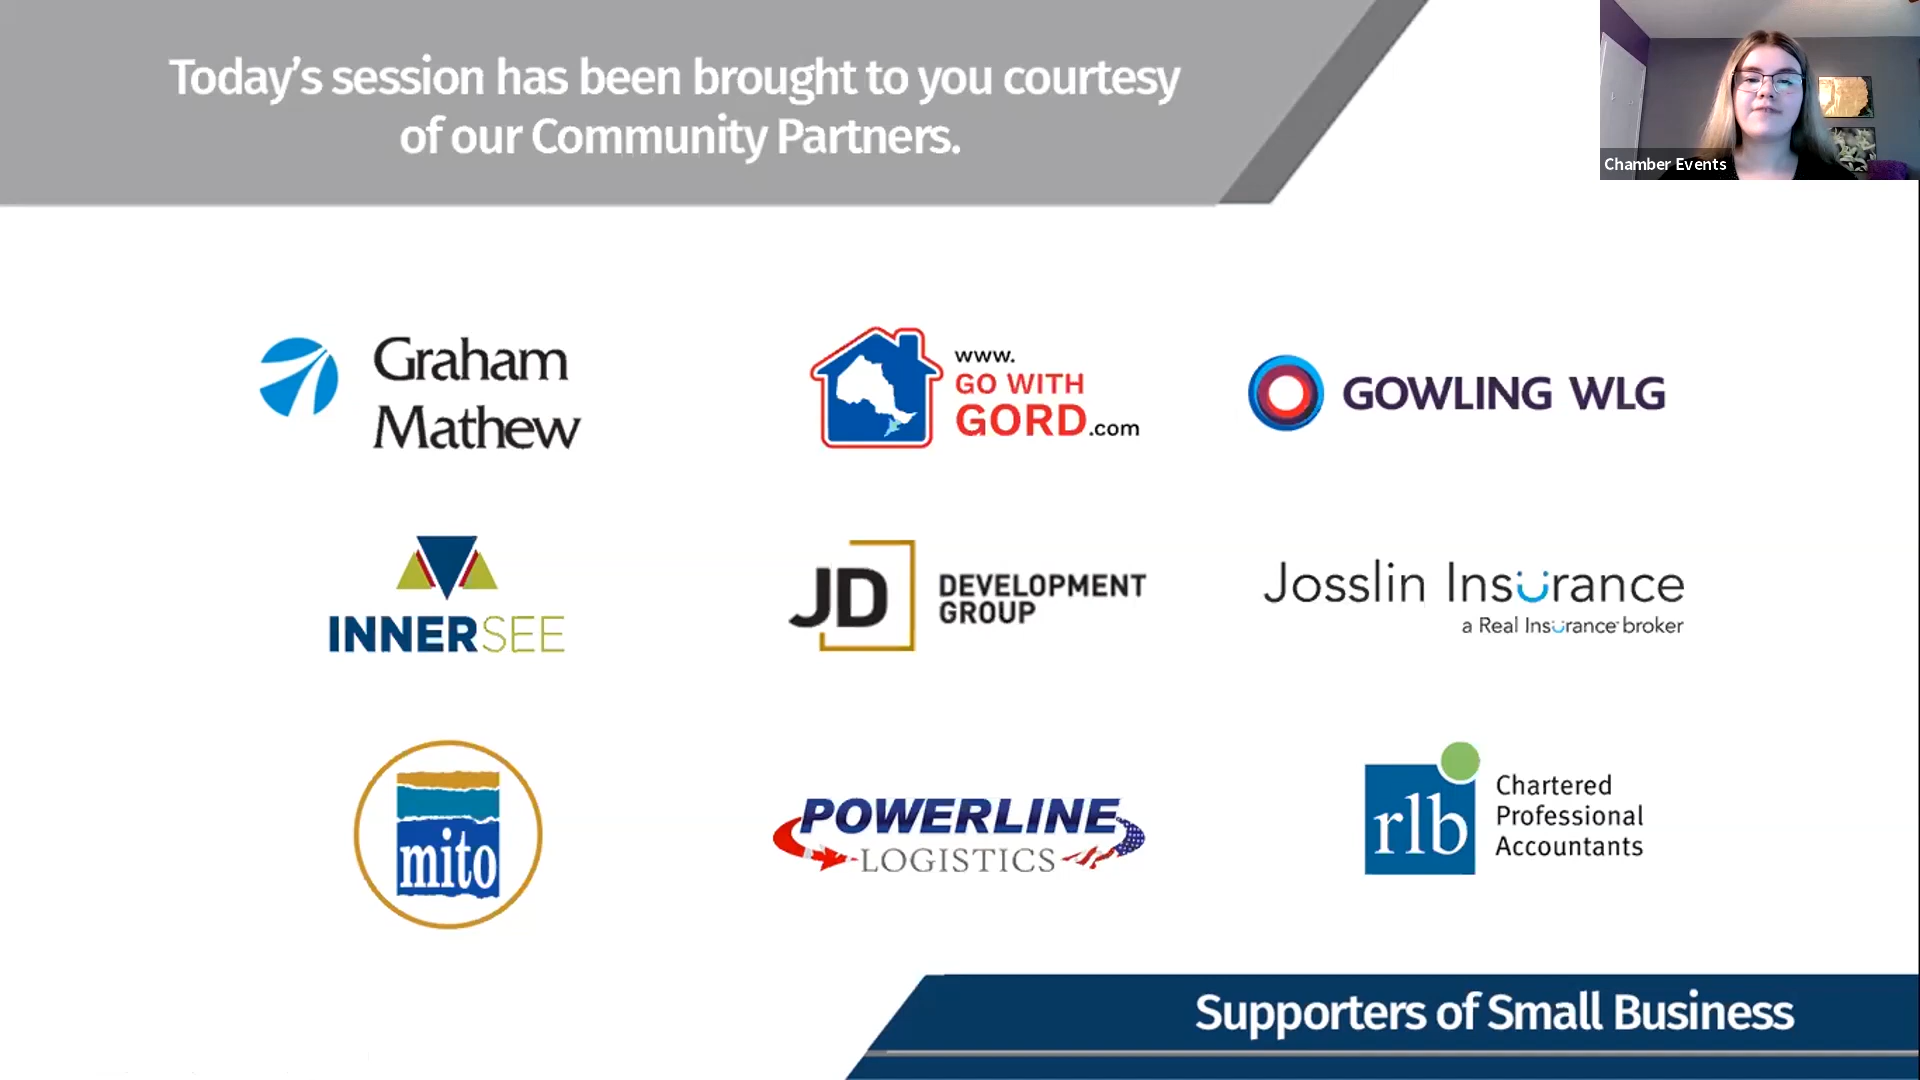 Today's session has been brought to you courtesy
of our Community Partners.
Chamber Events
Graham
Mathew
www.
GO WITH
GORD.com
GOWLING WLG
INNERSEE
JD
DEVELOPMENT
GROUP
Josslin Insurance
a Real Insurance broker
mito
POWERLINE
LOGISTICS
rlb
Chartered
Professional
Accountants
Supporters of Small Business